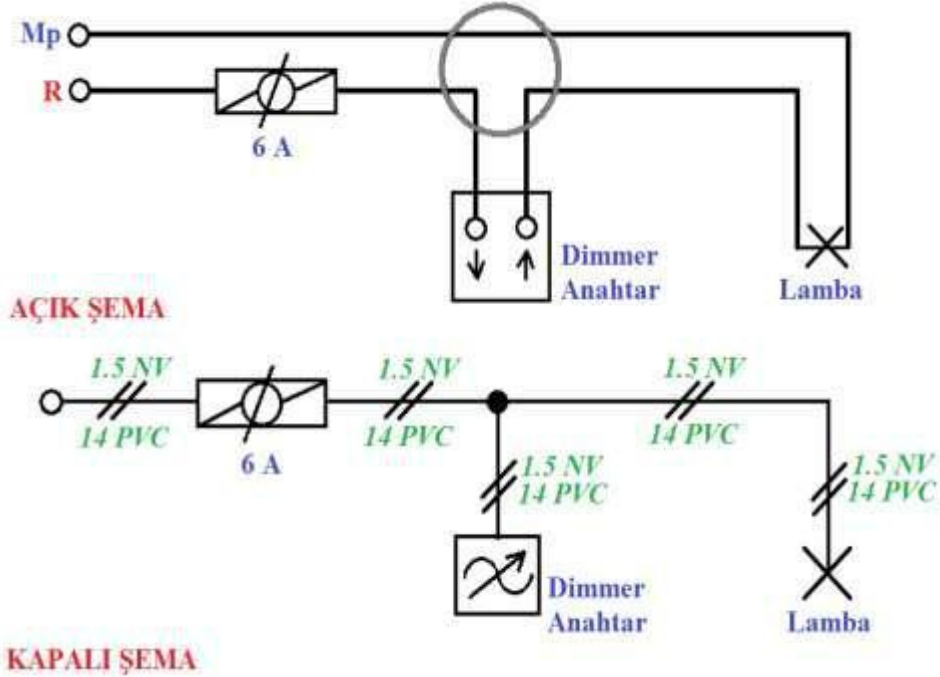 Mp
R
6 A
Dimmer
Anahtar
Lamba
AÇIK ŞEMA
1.5 NV
14 PVC
6 A
1.5 NV
14 PVC
1.5 NV
14 PVC
1.5 NV
14 PVC
1.5 NV
14 PVC
Dimmer
Anahtar
Lamba
KAPALI ŞEMA